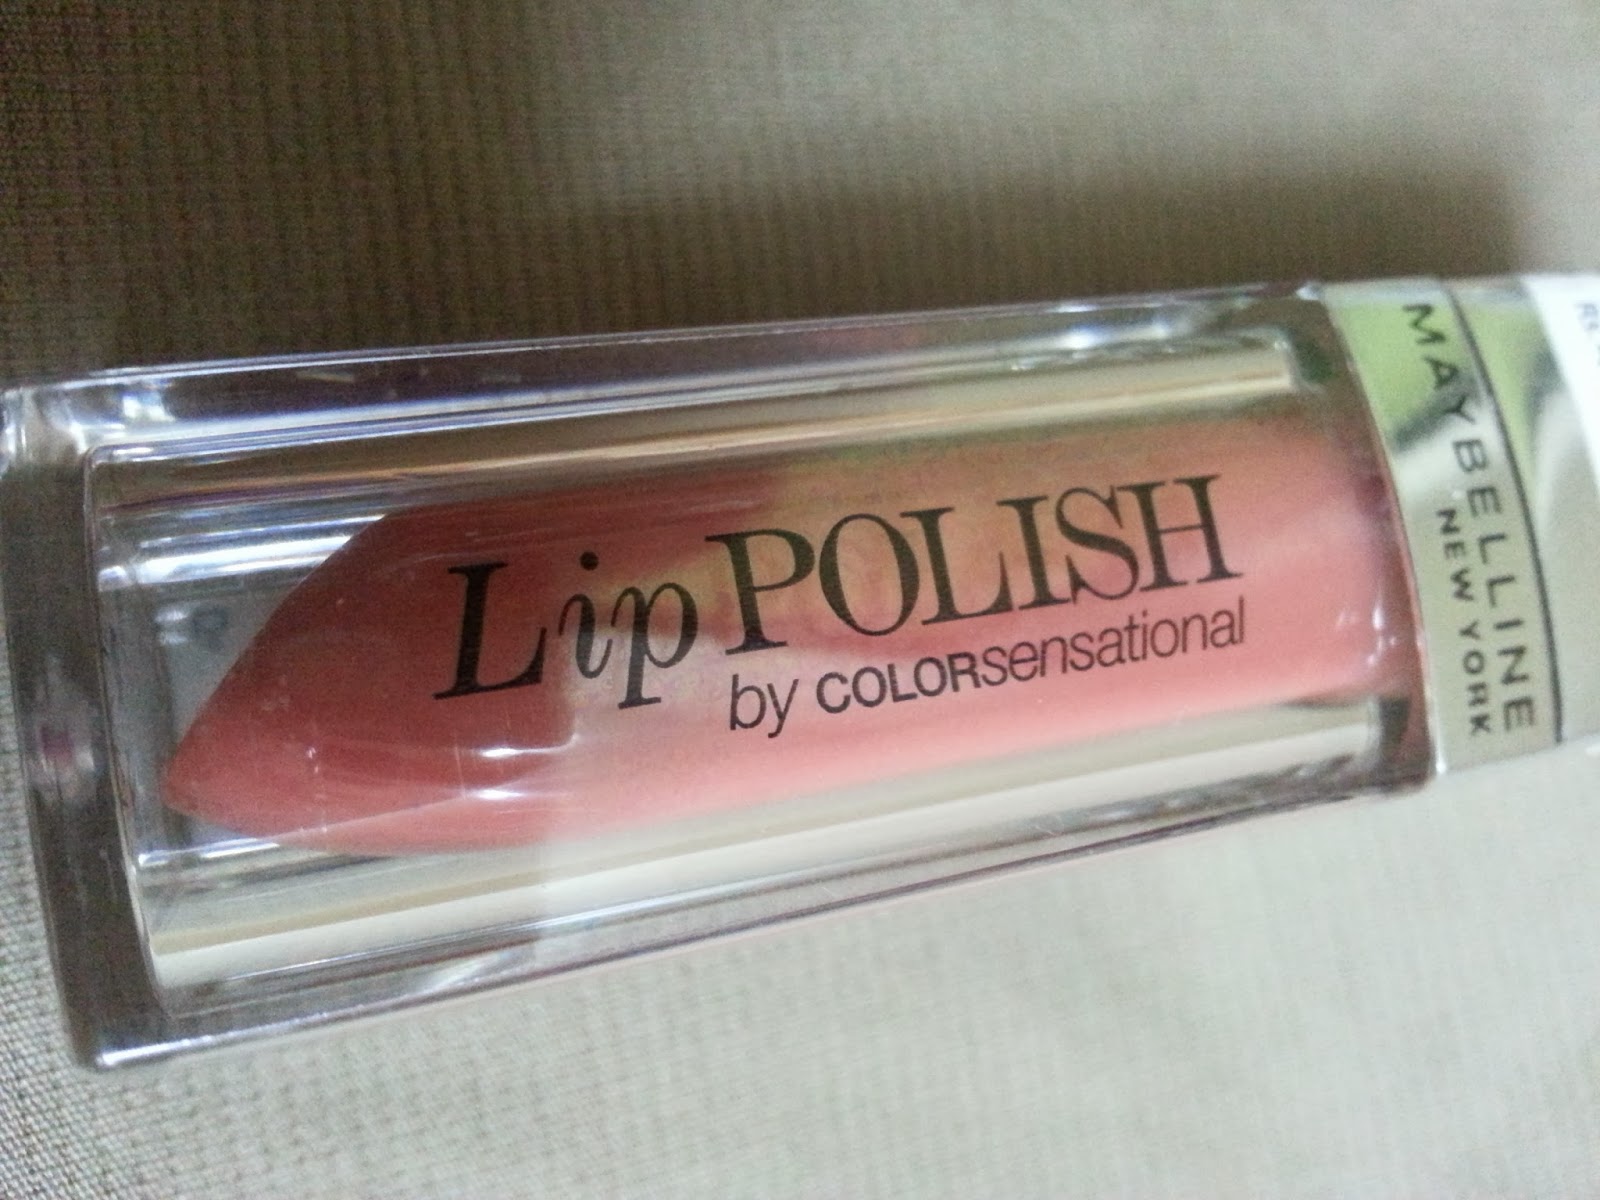 Lip POLISH
by COLORsensational
MAYBELLINE
NEW YORK